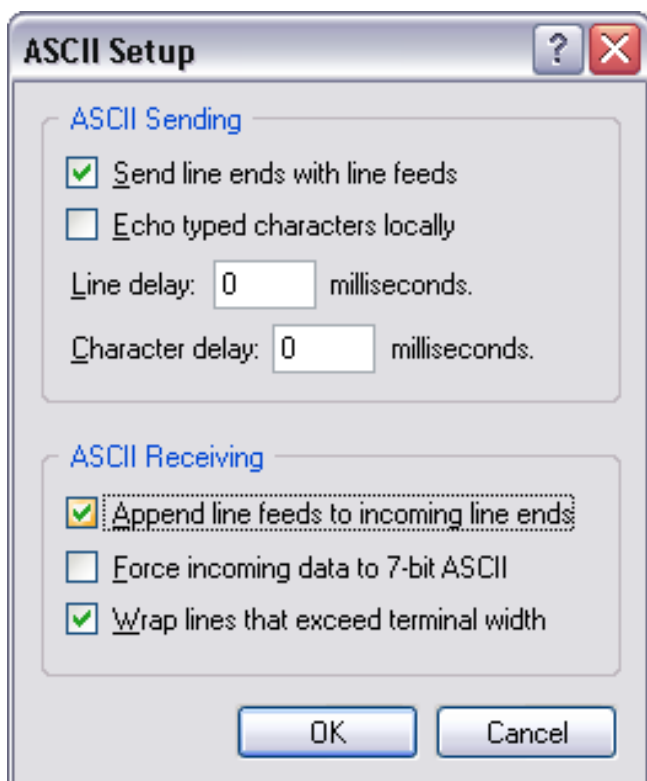 ASCII Setup
?
ASCII Sending
Send line ends with line feeds
Echo typed characters locally
Line delay: 0 milliseconds.
Character delay: 0 milliseconds.
ASCII Receiving
Append line feeds to incoming line ends
Force incoming data to 7-bit ASCII
Wrap lines that exceed terminal width
OK Cancel